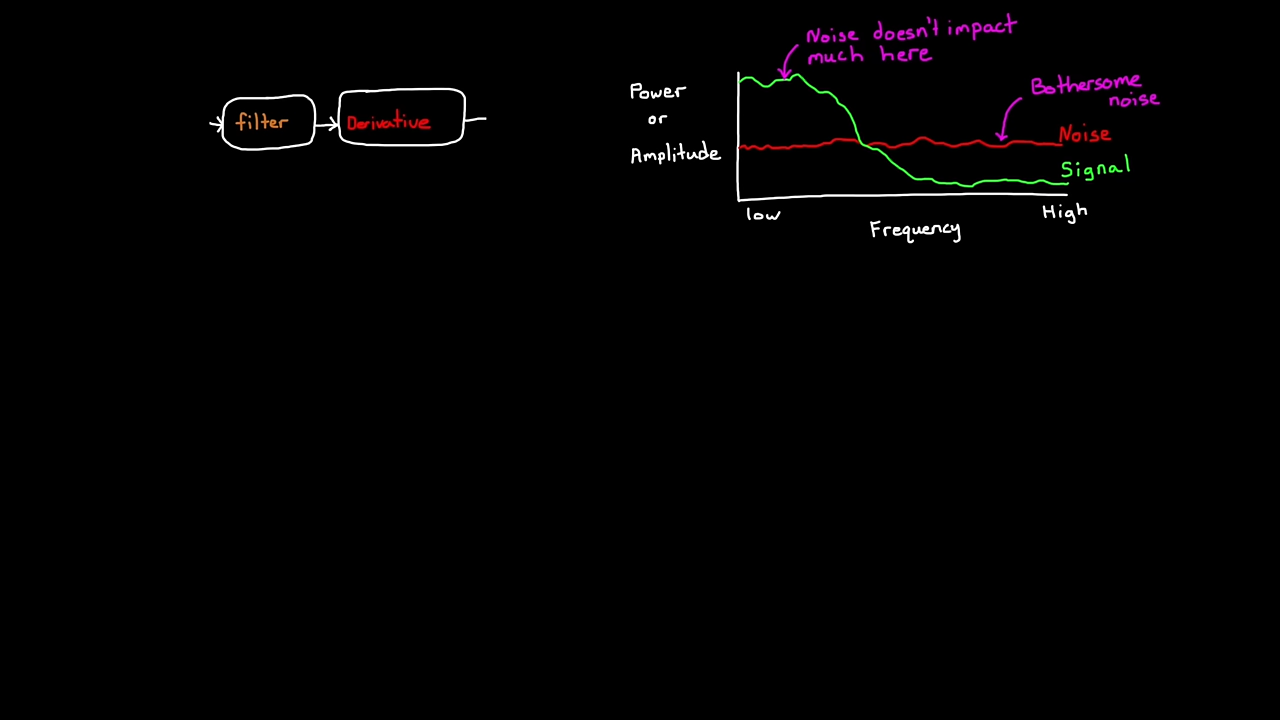 filter
Derivative
Noise doesn't impact
much here
Power
or
Amplitude
Bothersome
noise
Noise
Signal
low
High
Frequency